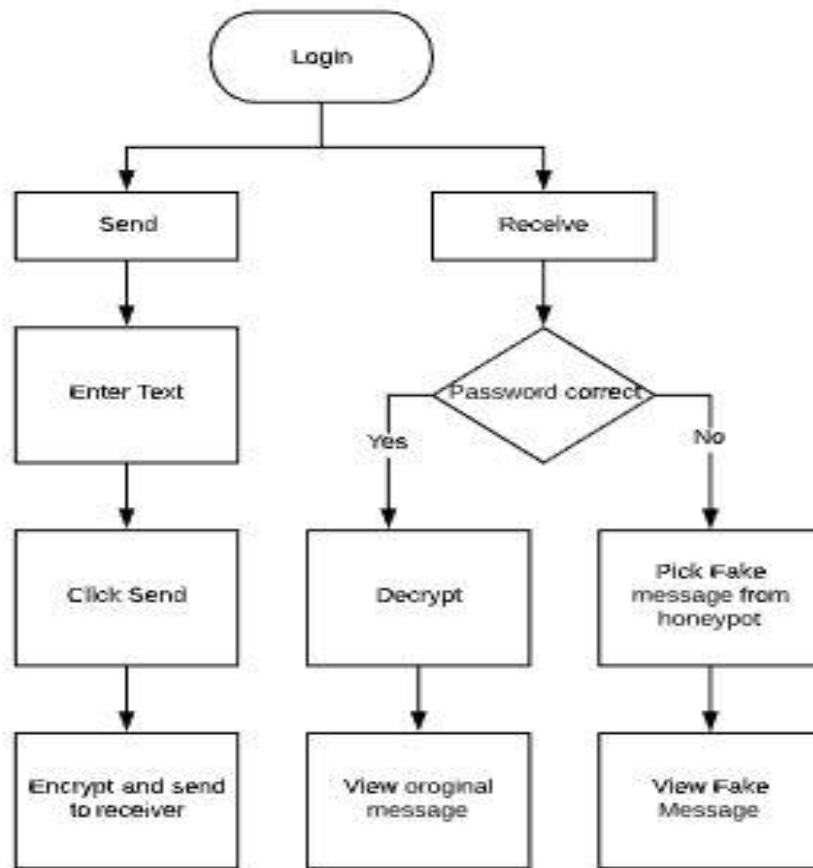 Login
Send
Receive
Enter Text
Password correct
Yes
No
Click Send
Decrypt
Pick Fake
message from
honeypot
Encrypt and send
to receiver
View oroginal
message
View Fake
Message